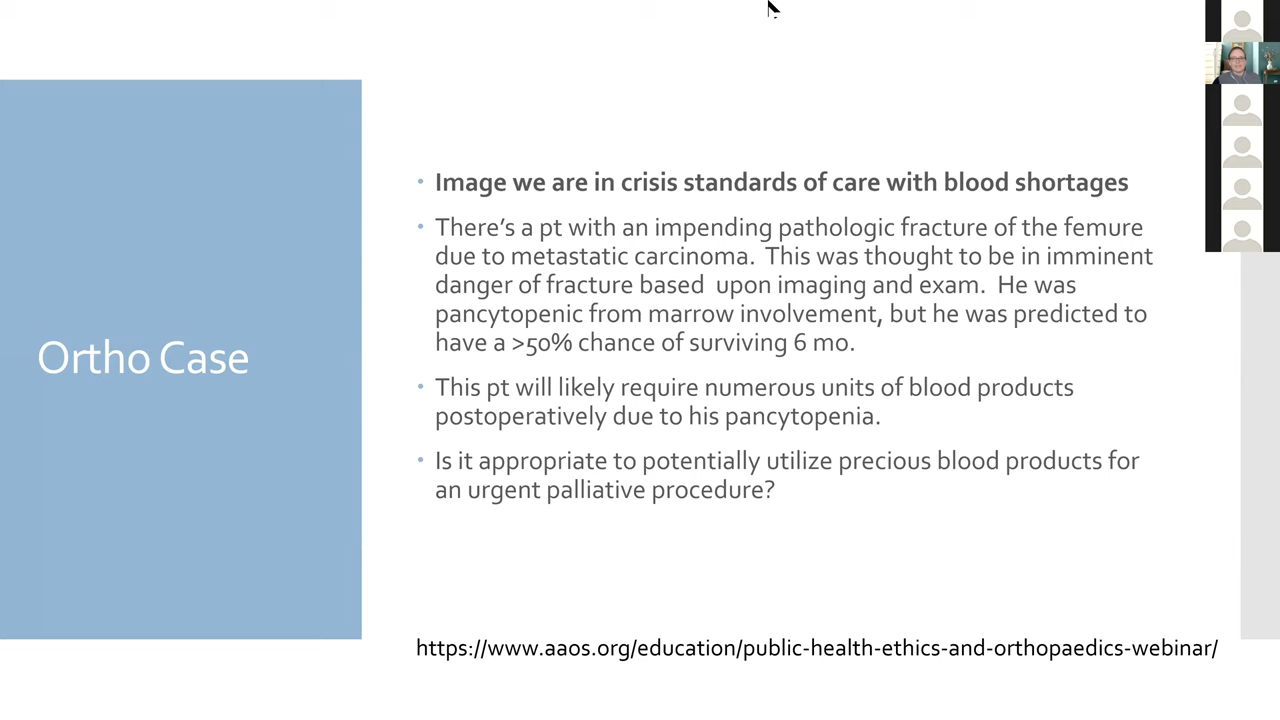 Ortho Case
• Image we are in crisis standards of care with blood shortages
• There's a pt with an impending pathologic fracture of the femure
due to metastatic carcinoma.  This was thought to be in imminent
danger of fracture based  upon imaging and exam.  He was
pancytopenic from marrow involvement, but he was predicted to
have a >50% chance of surviving 6 mo.
• This pt will likely require numerous units of blood products
postoperatively due to his pancytopenia.
• Is it appropriate to potentially utilize precious blood products for
an urgent palliative procedure?
https://www.aaos.org/education/public-health-ethics-and-orthopaedics-webinar/